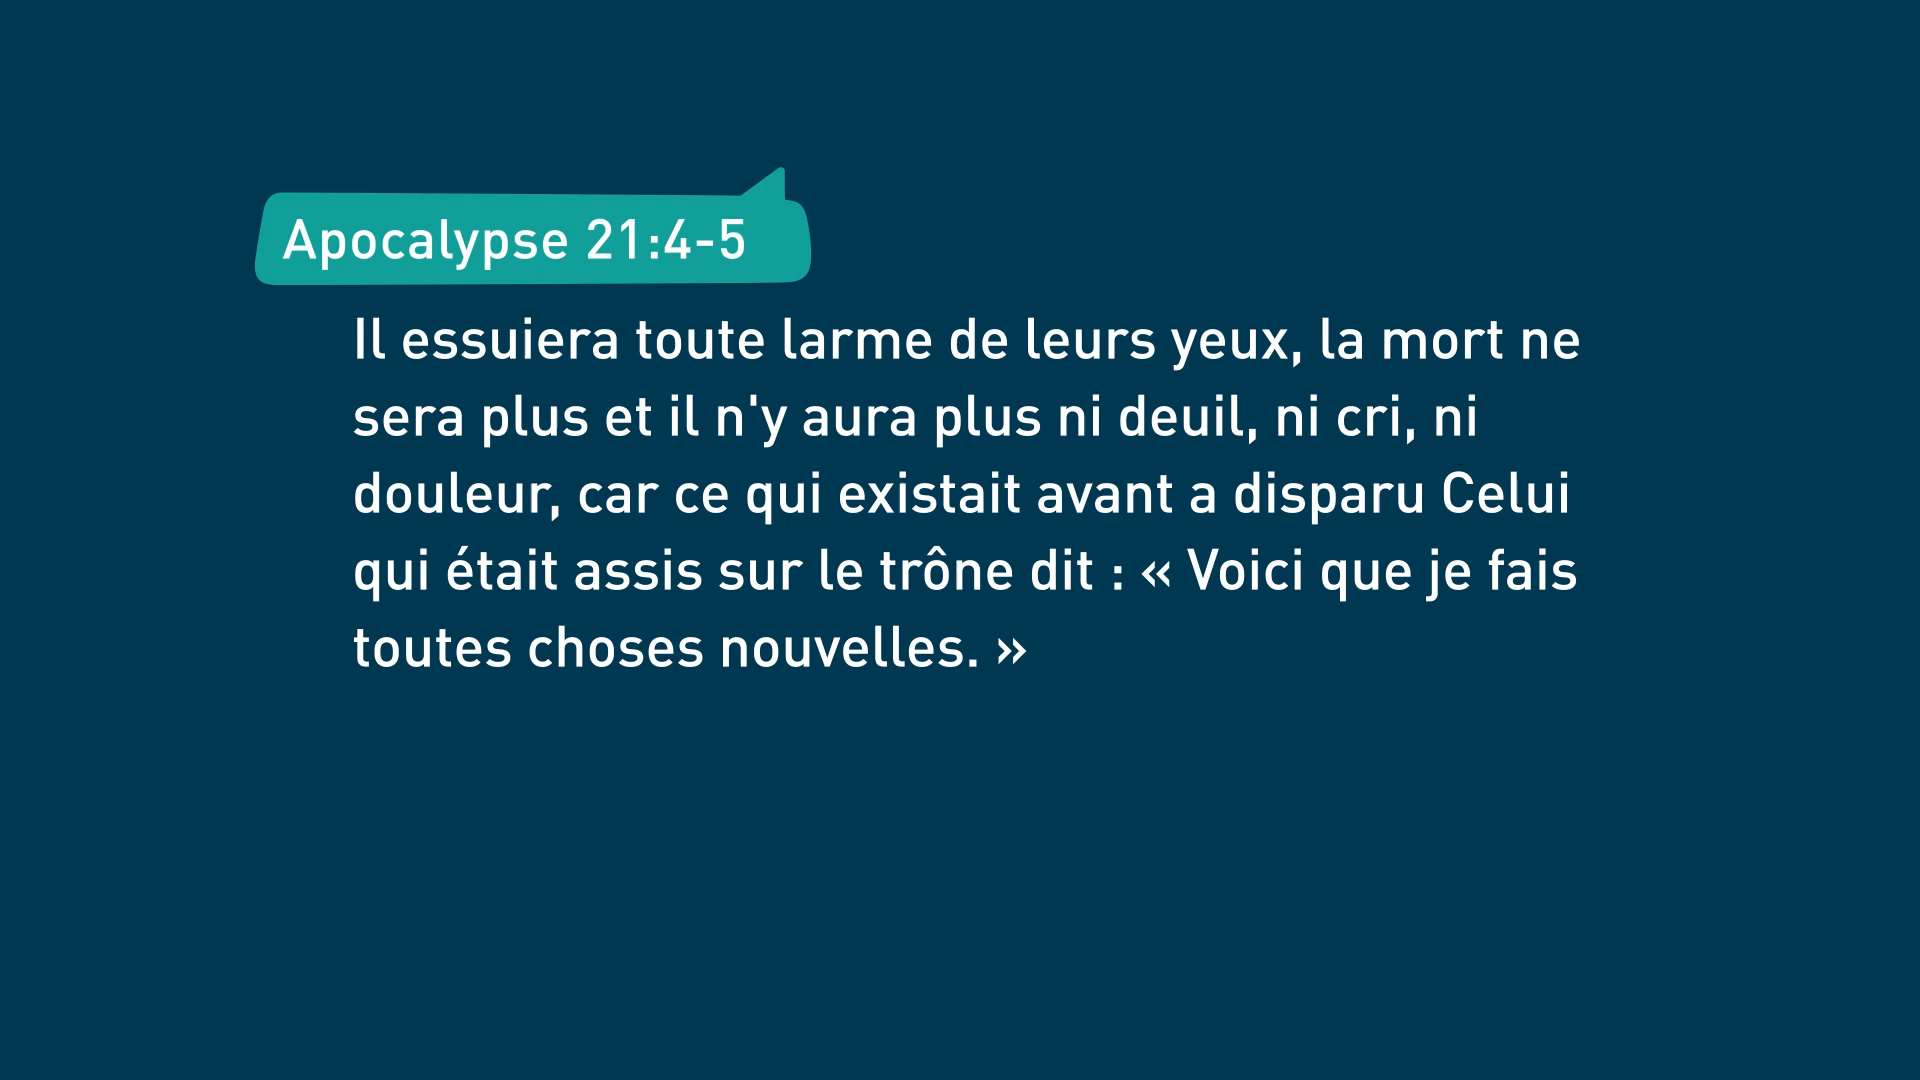 Apocalypse 21:4-5
Il essuiera toute larme de leurs yeux, la mort ne
sera plus et il n'y aura plus ni deuil, ni cri, ni
douleur, car ce qui existait avant a disparu Celui
qui était assis sur le trône dit : « Voici que je fais
toutes choses nouvelles. »